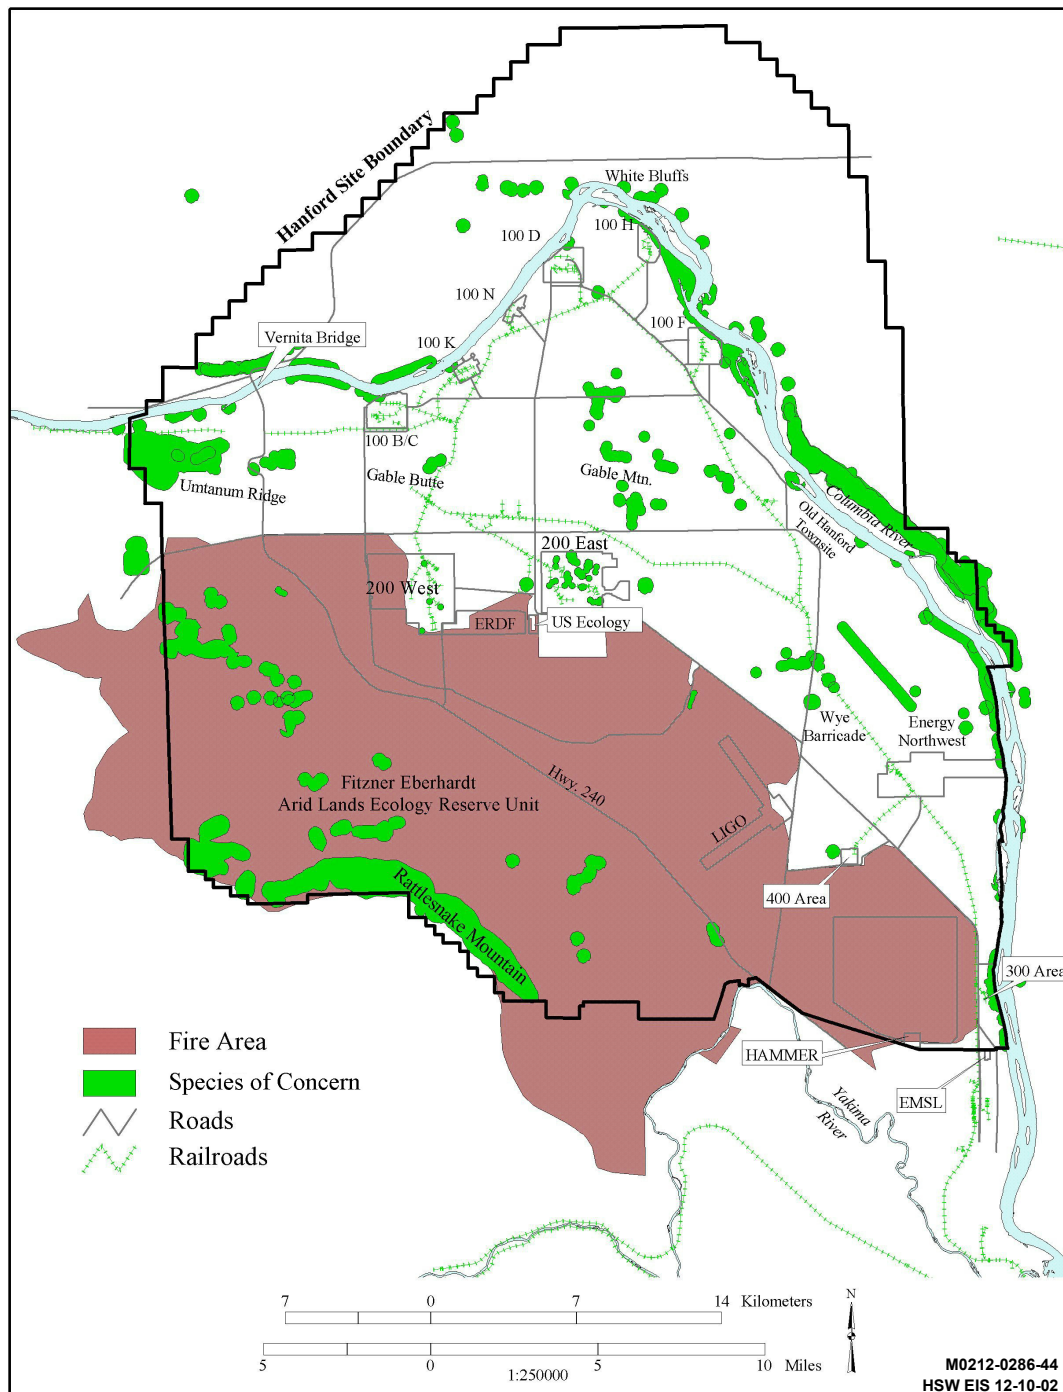 Hanford Site Boundary
White Bluffs
100 D
100 H
100 N
100 F
Vernita Bridge
100 K
100 B/C
Umtanum Ridge
Gable Butte
Gable Mtn.
Columbia River
Old Hanford
Townsite
200 East
200 West
ERDF
US Ecology
Wye
Barricade
Energy
Northwest
Hwy. 240
Fitzner Eberhardt
Arid Lands Ecology Reserve Unit
LIGO
400 Area
Rattlesnake Mountain
300 Area
HAMMER
EMSL
Yakima
River
Fire Area
Species of Concern
Roads
Railroads
7 0 7 14 Kilometers
5 0 5 10 Miles
1:250000
N
M0212-0286-44
HSW EIS 12-10-02